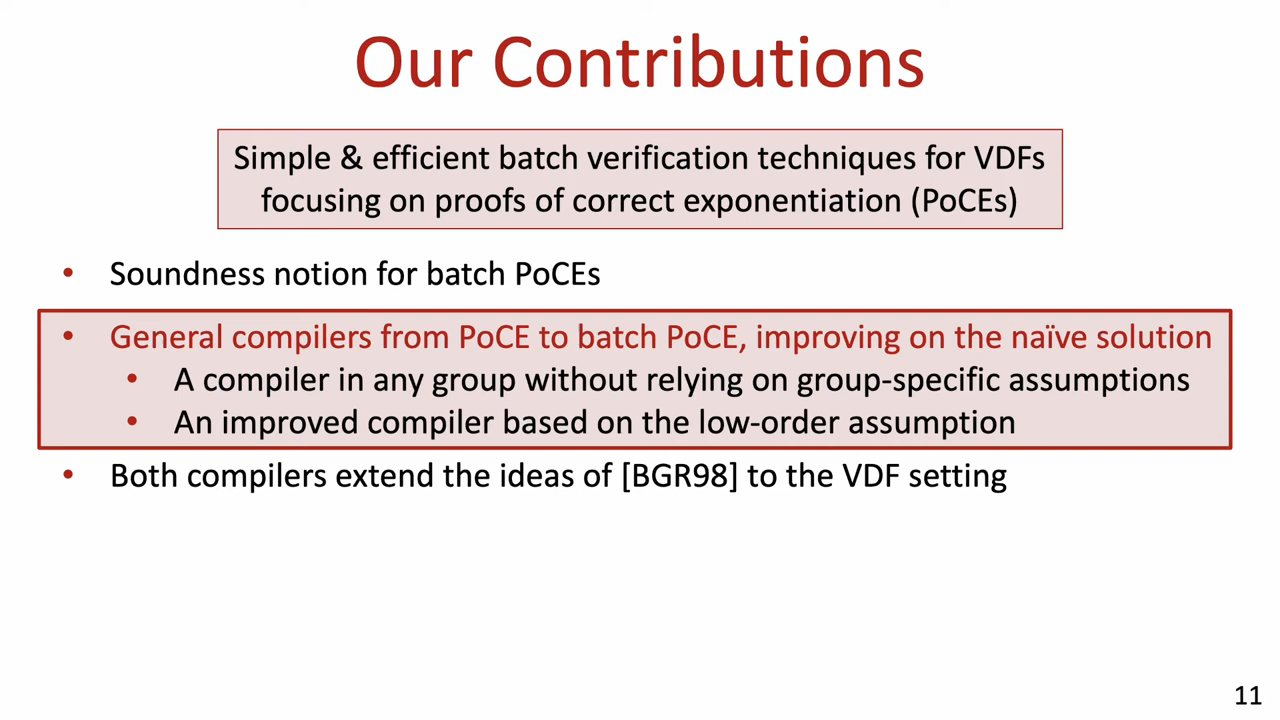 Our Contributions
Simple & efficient batch verification techniques for VDFs
focusing on proofs of correct exponentiation (PoCEs)
• Soundness notion for batch PoCEs
• General compilers from PoCE to batch PoCE, improving on the naïve solution
• A compiler in any group without relying on group-specific assumptions
• An improved compiler based on the low-order assumption
• Both compilers extend the ideas of [BGR98] to the VDF setting
11